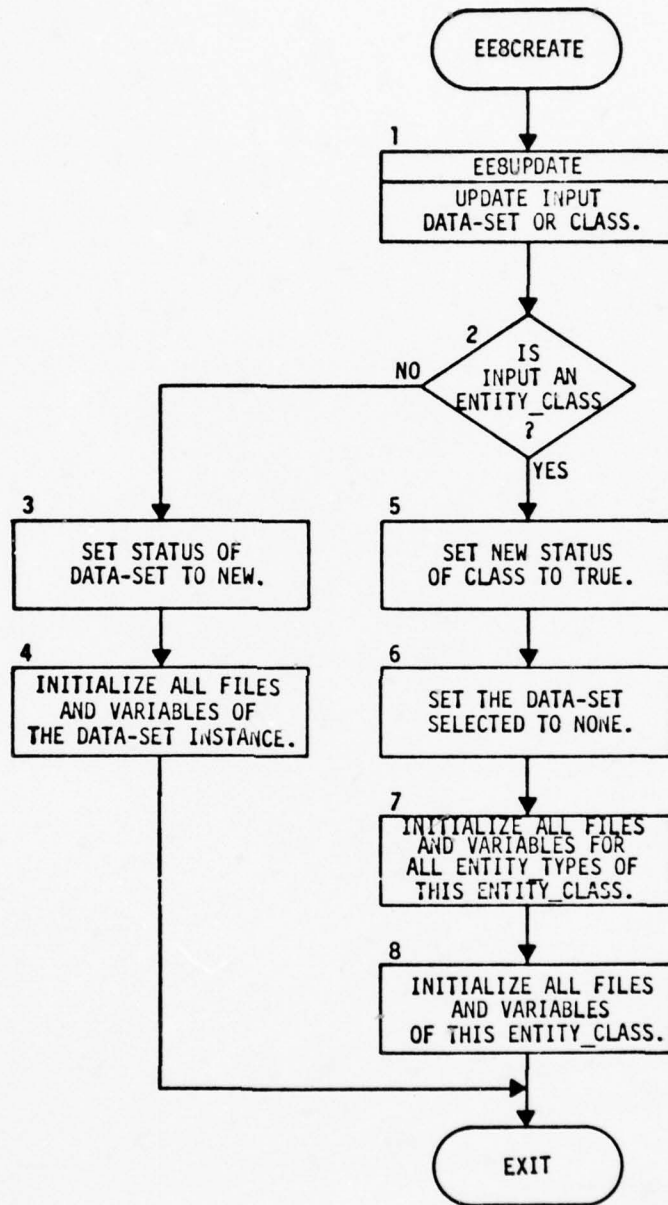 EE8CREATE
1
EE8UPDATE
UPDATE INPUT
DATA-SET OR CLASS.
2
IS
INPUT AN
ENTITY_CLASS
?
NO
YES
3
SET STATUS OF
DATA-SET TO NEW.
4
INITIALIZE ALL FILES
AND VARIABLES OF
THE DATA-SET INSTANCE.
5
SET NEW STATUS
OF CLASS TO TRUE.
6
SET THE DATA-SET
SELECTED TO NONE.
7
INITIALIZE ALL FILES
AND VARIABLES FOR
ALL ENTITY_TYPES OF
THIS ENTITY_CLASS.
8
INITIALIZE ALL FILES
AND VARIABLES
OF THIS ENTITY_CLASS.
EXIT